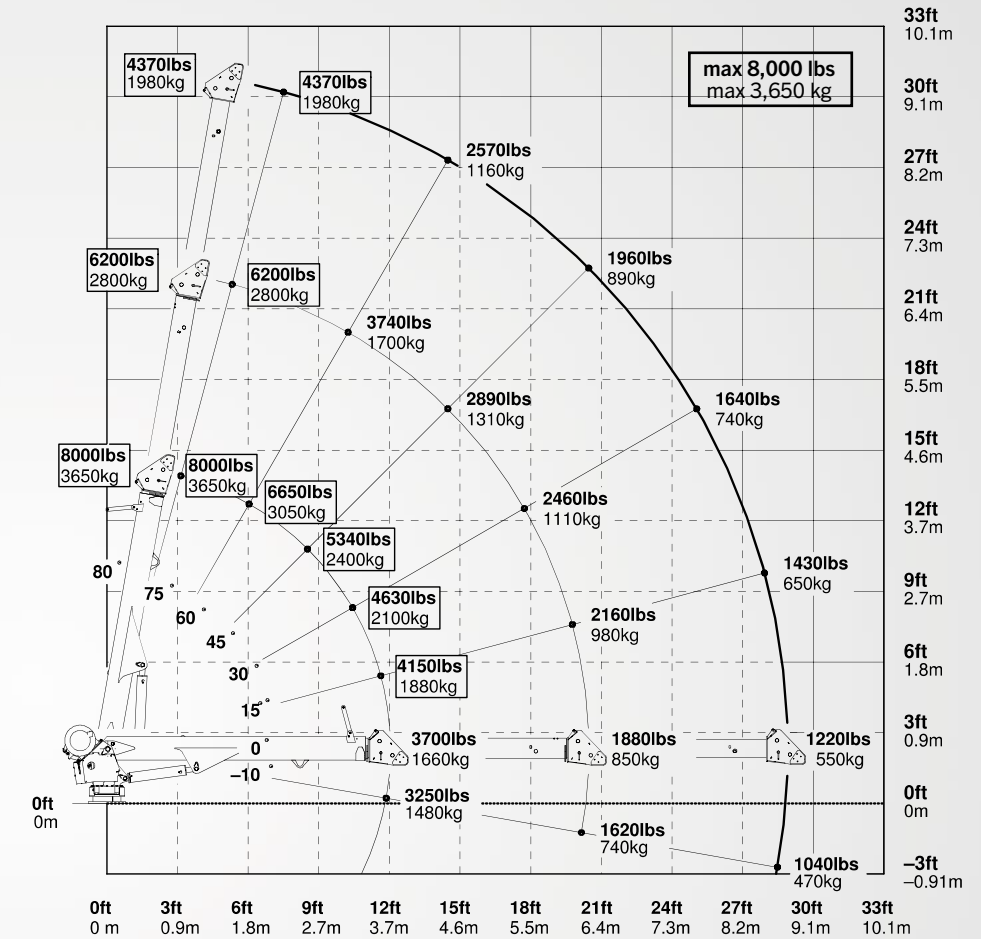 33ft
10.1m
4370lbs
1980kg
4370lbs
1980kg
max 8,000 lbs
max 3,650 kg
30ft
9.1m
2570lbs
1160kg
27ft
8.2m
24ft
7.3m
6200lbs
2800kg
6200lbs
2800kg
1960lbs
890kg
21ft
6.4m
3740lbs
1700kg
18ft
5.5m
2890lbs
1310kg
1640lbs
740kg
15ft
4.6m
8000lbs
3650kg
8000lbs
3650kg
6650lbs
3050kg
2460lbs
1110kg
12ft
3.7m
5340lbs
2400kg
1430lbs
650kg
80
75
60
45
30
15
0
–10
9ft
2.7m
4630lbs
2100kg
2160lbs
980kg
4150lbs
1880kg
6ft
1.8m
3700lbs
1660kg
1880lbs
850kg
1220lbs
550kg
3ft
0.9m
0ft
0m
3250lbs
1480kg
0ft
0m
1620lbs
740kg
1040lbs
470kg
–3ft
–0.91m
0ft 3ft 6ft 9ft 12ft 15ft 18ft 21ft 24ft 27ft 30ft 33ft
0 m 0.9m 1.8m 2.7m 3.7m 4.6m 5.5m 6.4m 7.3m 8.2m 9.1m 10.1m